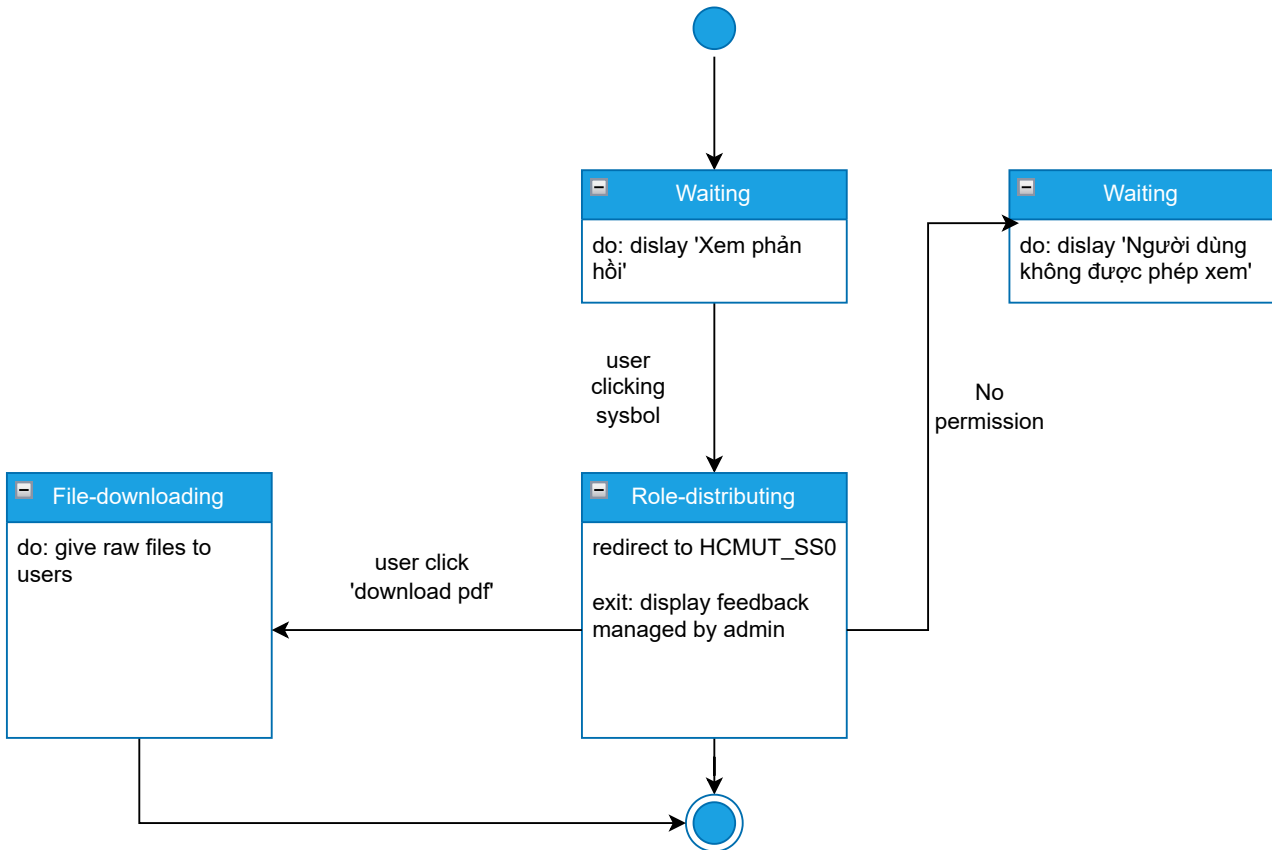 Waiting
do: dislay 'Xem phản
hồi'
Waiting
do: dislay 'Người dùng
không được phép xem'
user
clicking
sysbol
No
permission
File-downloading
do: give raw files to
users
user click
'download pdf'
Role-distributing
redirect to HCMUT_SS0
exit: display feedback
managed by admin